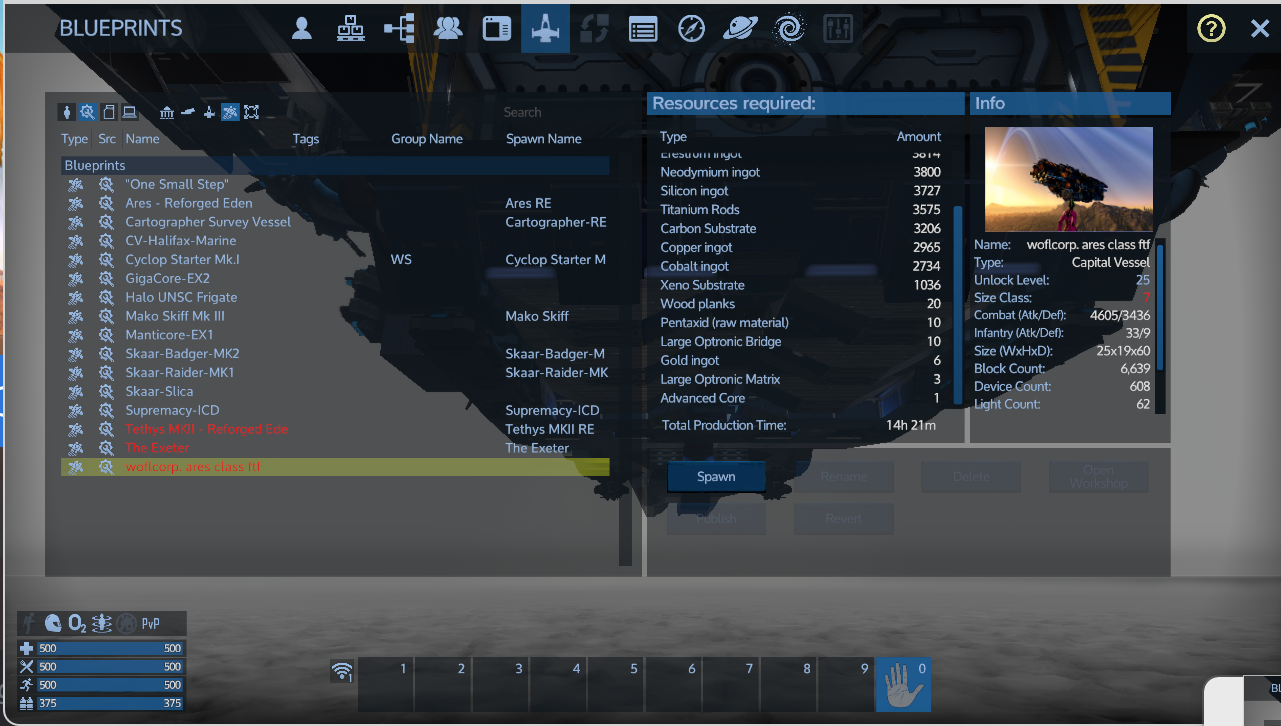 BLUEPRINTS
Search
Type Src Name Tags Group Name Spawn Name
Blueprints
"One Small Step"
Ares - Reforged Eden Ares RE
Cartographer Survey Vessel Cartographer-RE
CV-Halifax-Marine
Cyclop Starter Mk.I WS Cyclop Starter M
GigaCore-EX2
Halo UNSC Frigate
Mako Skiff Mk III Mako Skiff
Manticore-EX1
Skaar-Badger-MK2 Skaar-Badger-M
Skaar-Raider-MK1 Skaar-Raider-MK
Skaar-Slica
Supremacy-ICD Supremacy-ICD
Tethys MKII - Reforged Ede Tethys MKII RE
The Exeter The Exeter
woflcorp. ares class ftf
Resources required:
Type Amount
Erestrum ingot 3814
Neodymium ingot 3800
Silicon ingot 3727
Titanium Rods 3575
Carbon Substrate 3206
Copper ingot 2965
Cobalt ingot 2734
Xeno Substrate 1036
Wood planks 20
Pentaxid (raw material) 10
Large Optronic Bridge 10
Gold ingot 6
Large Optronic Matrix 3
Advanced Core 1
Total Production Time: 14h 21m
Info
Name: woflcorp. ares class ftf
Type: Capital Vessel
Unlock Level: 25
Size Class: 7
Combat (Atk/Def): 4605/3436
Infantry (Atk/Def): 33/9
Size (WxHxD): 25x19x60
Block Count: 6,639
Device Count: 608
Light Count: 62
Spawn Rename Delete Open
Workshop
Publish Revert
O2 PvP
500 500
500 500
500 500
375 375
1 1 2 3 4 5 6 7 8 9 0
?